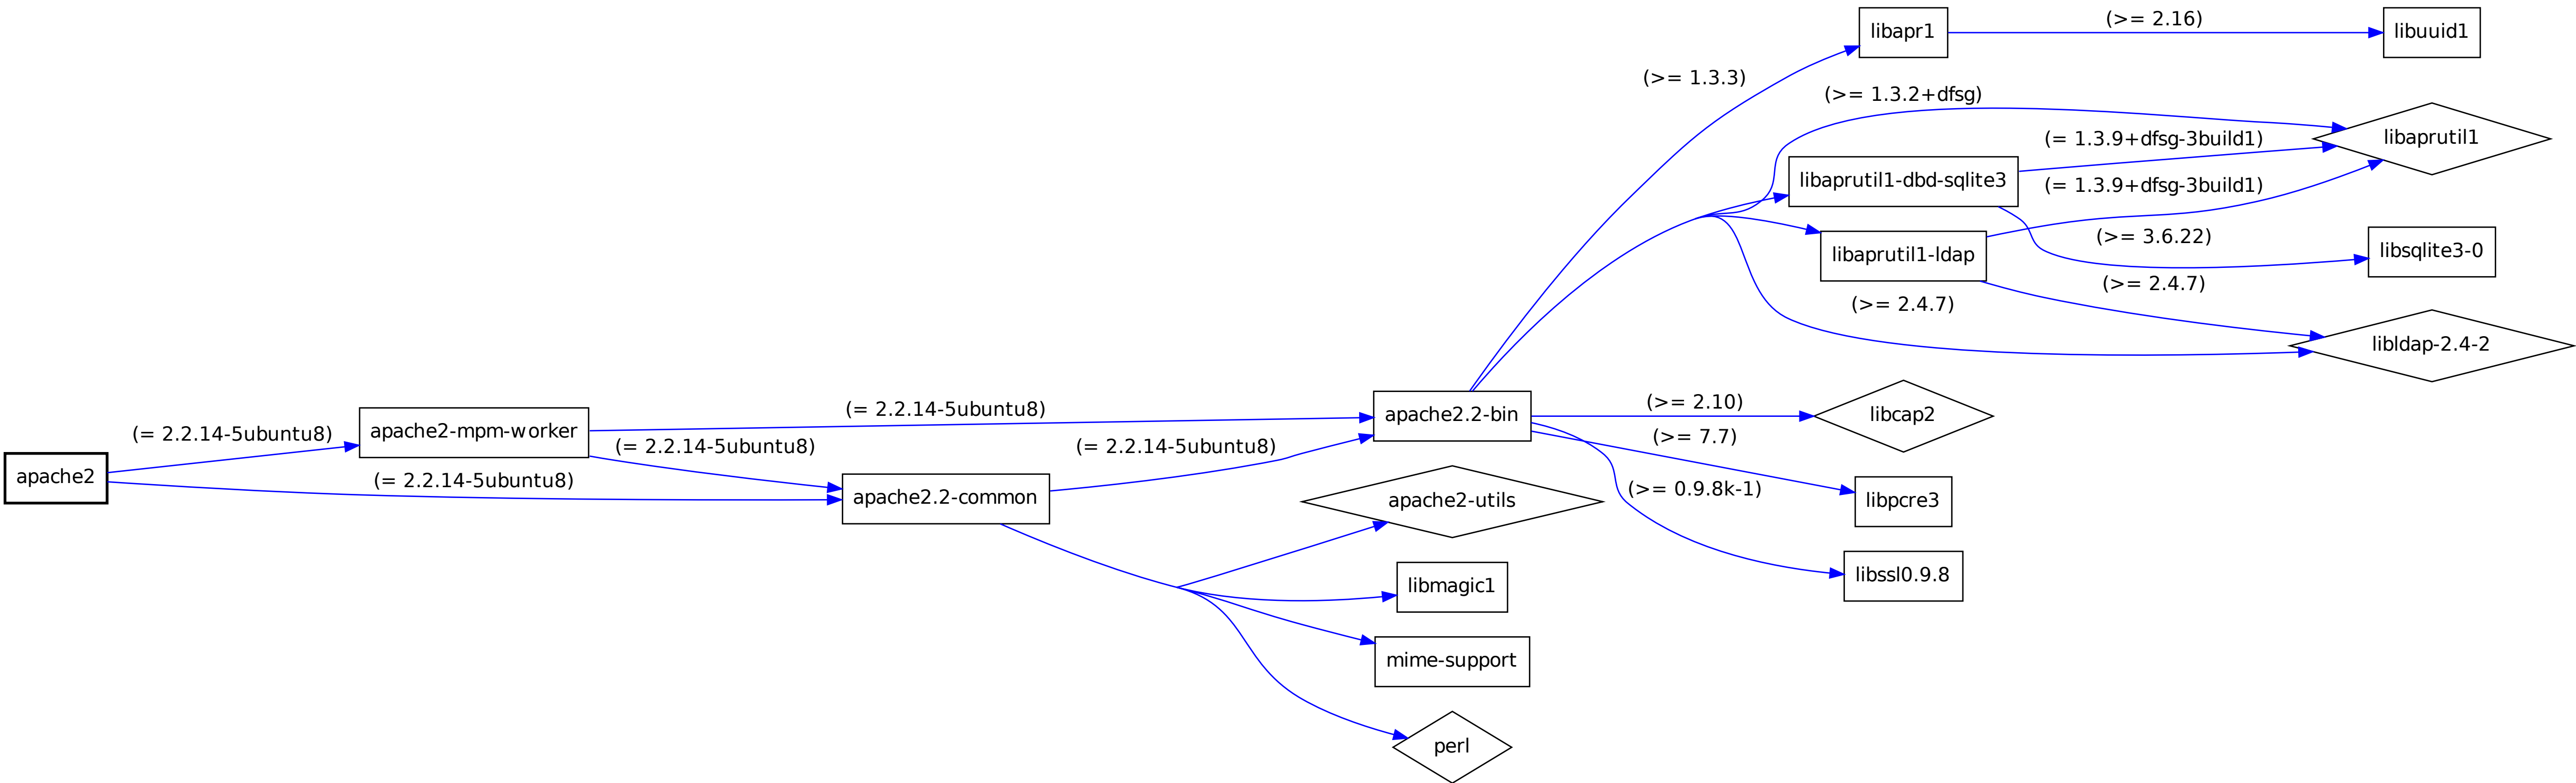 libapr1
(>= 2.16)
libuuid1
(>= 1.3.3)
(>= 1.3.2+dfsg)
(= 1.3.9+dfsg-3build1)
libaprutil1
libaprutil1-dbd-sqlite3
(= 1.3.9+dfsg-3build1)
(>= 3.6.22)
libaprutil1-ldap
libsqlite3-0
(>= 2.4.7)
(>= 2.4.7)
libldap-2.4-2
(= 2.2.14-5ubuntu8)
apache2.2-bin
(>= 2.10)
libcap2
(= 2.2.14-5ubuntu8)
apache2-mpm-worker
(= 2.2.14-5ubuntu8)
(= 2.2.14-5ubuntu8)
(>= 7.7)
apache2
(= 2.2.14-5ubuntu8)
apache2.2-common
apache2-utils
(>= 0.9.8k-1)
libpcre3
libmagic1
libssl0.9.8
mime-support
perl